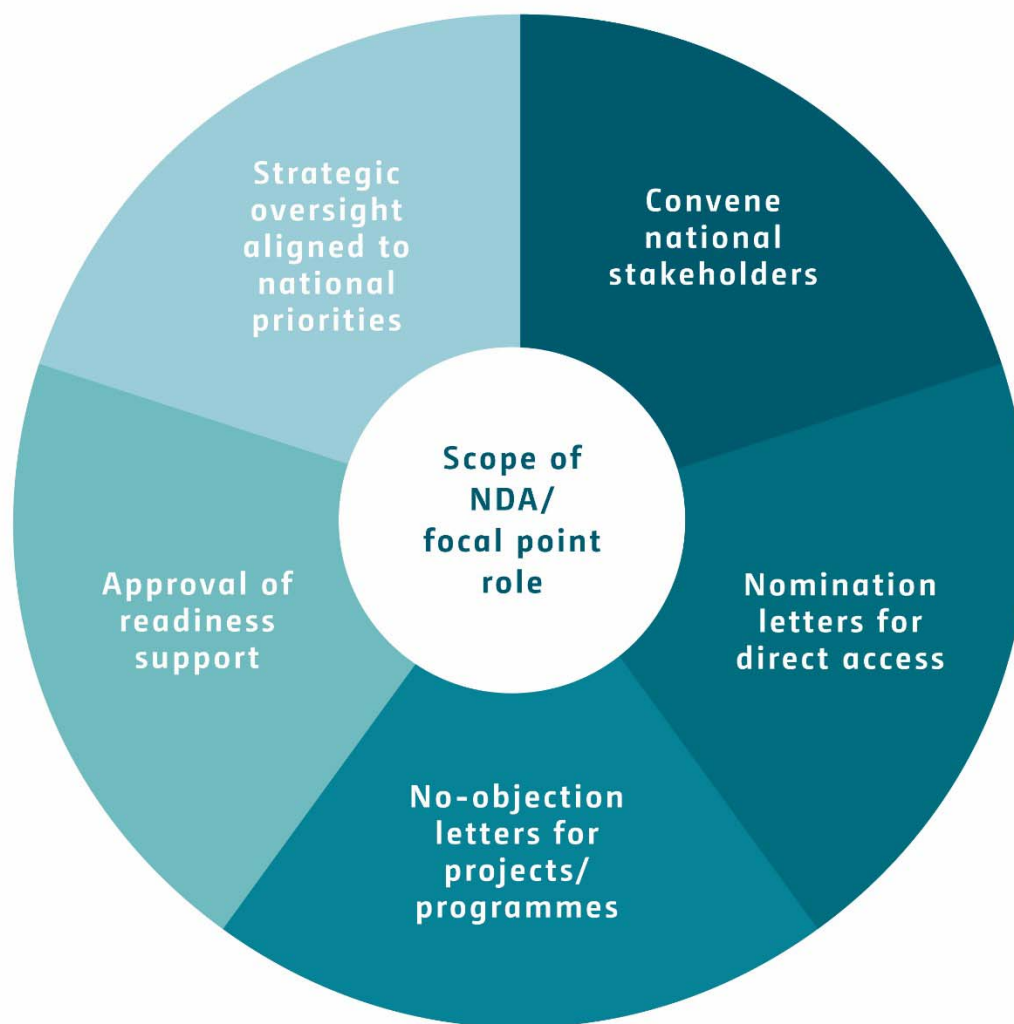 Strategic
oversight
aligned to
national
priorities
Convene
national
stakeholders
Scope of
NDA/
focal point
role
Approval of
readiness
support
Nomination
letters for
direct access
No-objection
letters for
projects/
programmes